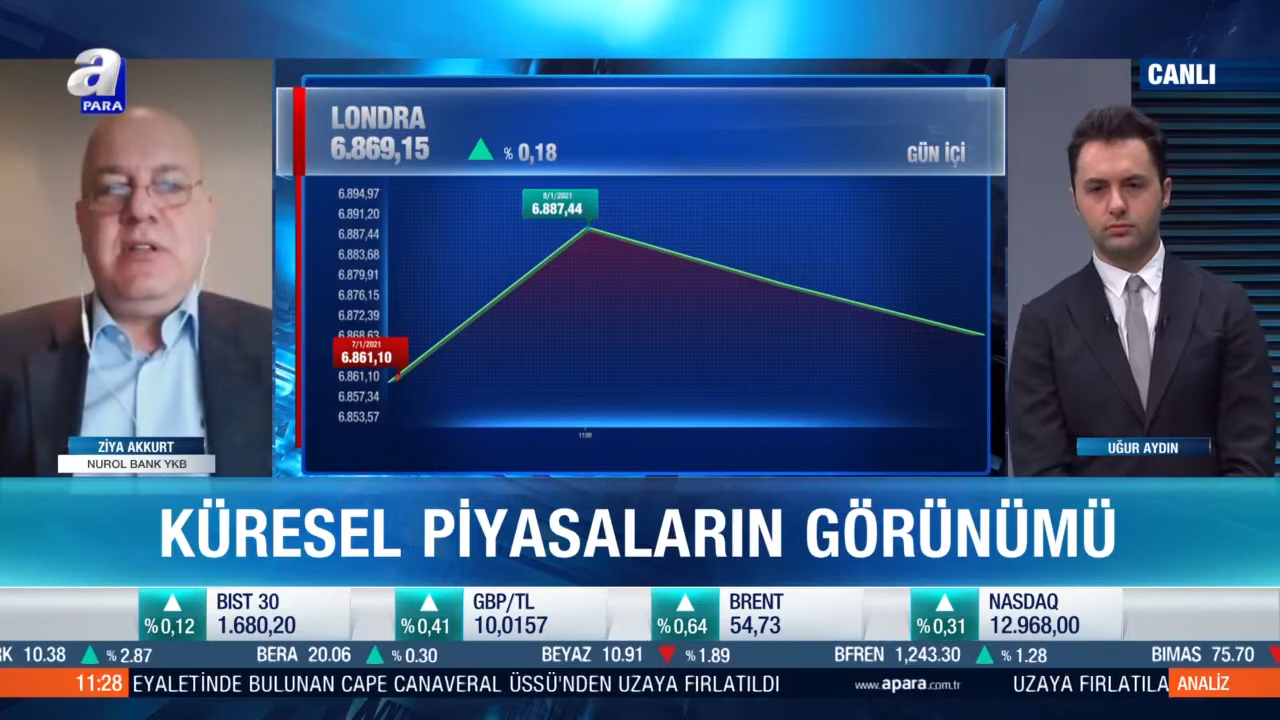 a
PARA
CANLI
LONDRA
6.869,15
% 0,18
GÜN İÇİ
6.894,97
6.891,20
6.887,44
6.883,68
6.879,91
6.876,15
6.872,39
6.868,63
6.861,10
6.857,34
6.853,57
8/1/2021
6.887,44
7/1/2021
6.861,10
11:00
ZİYA AKKURT
NUROL BANK YKB
UĞUR AYDIN
KÜRESEL PİYASALARIN GÖRÜNÜMÜ
%0,12 BIST 30 1.680,20
%0,41 GBP/TL 10,0157
%0,64 BRENT 54,73
%0,31 NASDAQ 12.968,00
RK 10.38 %2.87 BERA 20.06 %0.30 BEYAZ 10.91 %1.89 BFREN 1,243.30 %1.28 BIMAS 75.70
11:28 EYALETİNDE BULUNAN CAPE CANAVERAL ÜSSÜ'NDEN UZAYA FIRLATILDI www.apara.com.tr UZAYA FIRLATILA ANALİZ